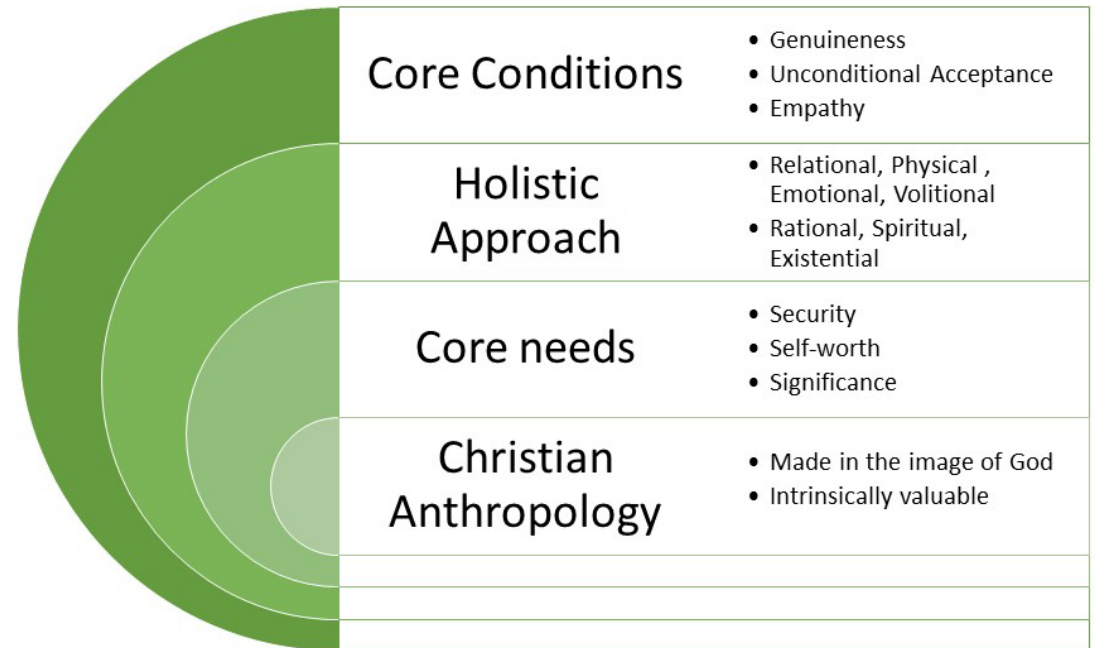 Core Conditions
• Genuineness
• Unconditional Acceptance
• Empathy
Holistic
Approach
• Relational, Physical ,
Emotional, Volitional
• Rational, Spiritual,
Existential
Core needs
• Security
• Self-worth
• Significance
Christian
Anthropology
• Made in the image of God
• Intrinsically valuable